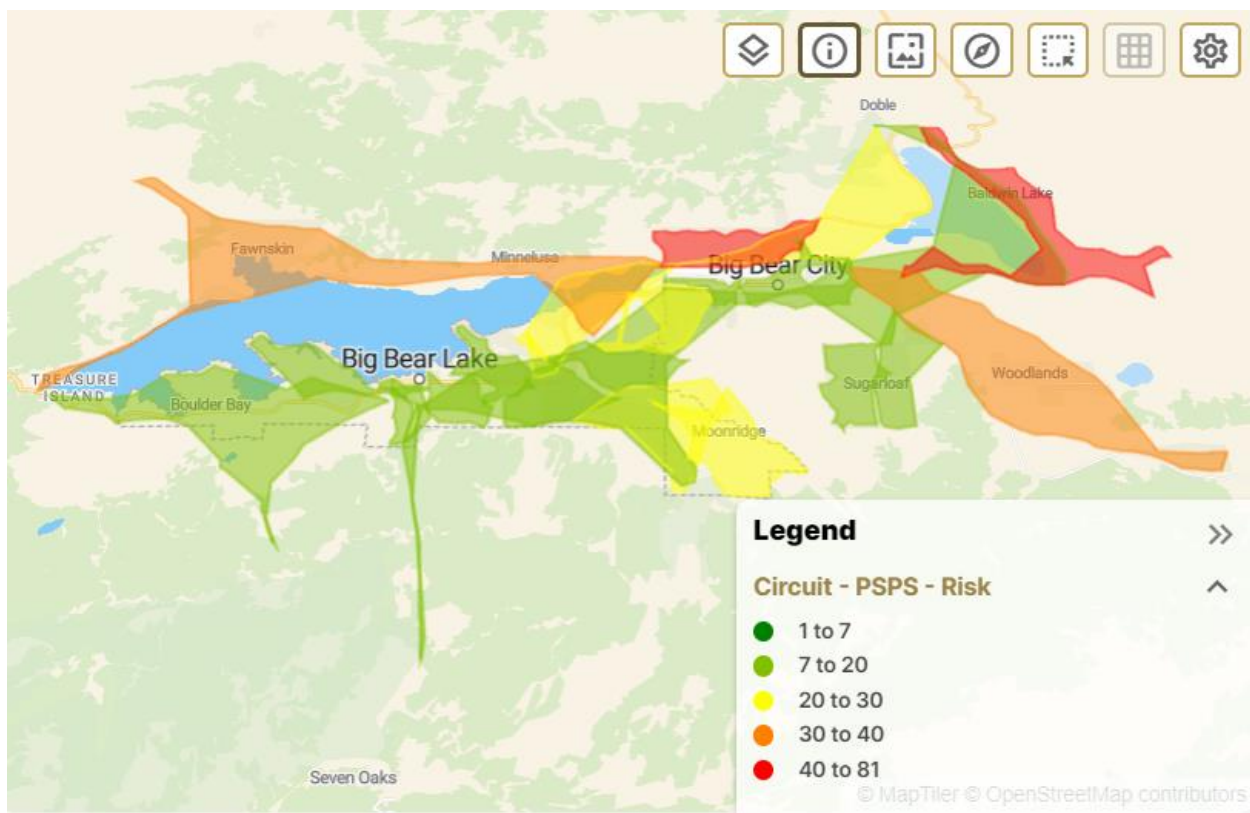 Doble
Baldwin Lake
Fawnskin
Minnelusa
Big Bear City
Big Bear Lake
TREASURE
ISLAND
Boulder Bay
Sugarloaf
Woodlands
Moonridge
Legend
Circuit - PSPS - Risk
1 to 7
7 to 20
20 to 30
30 to 40
40 to 81
Seven Oaks
© MapTiler © OpenStreetMap contributors